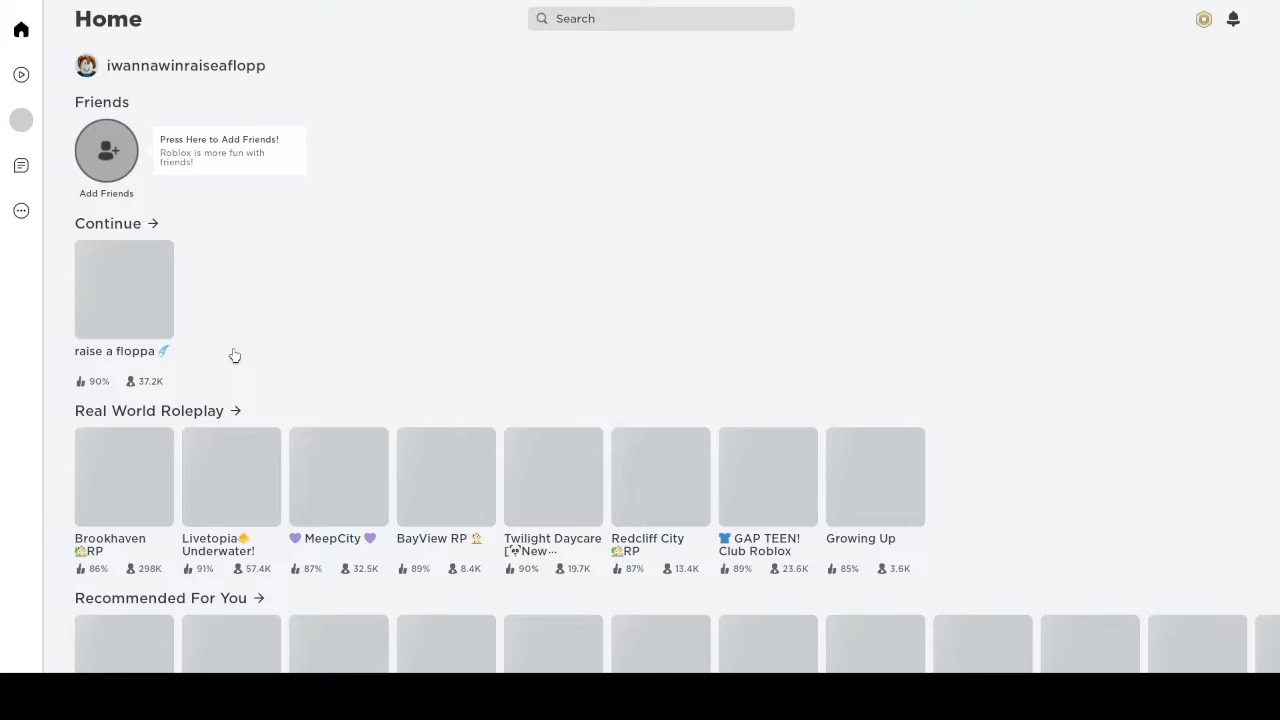 Home
Search
iwannawinraiseaflopp
Friends
Press Here to Add Friends!
Roblox is more fun with
friends!
Add Friends
Continue →
raise a floppa
90% 37.2K
Real World Roleplay →
Brookhaven
🏡RP
86% 298K
Livetopia
Underwater!
91% 57.4K
💜 MeepCity 💜
87% 32.5K
BayView RP 🏠
89% 8.4K
Twilight Daycare
[💀New...
90% 19.7K
Redcliff City
🏡RP
87% 13.4K
👕 GAP TEEN!
Club Roblox
89% 23.6K
Growing Up
85% 3.6K
Recommended For You →